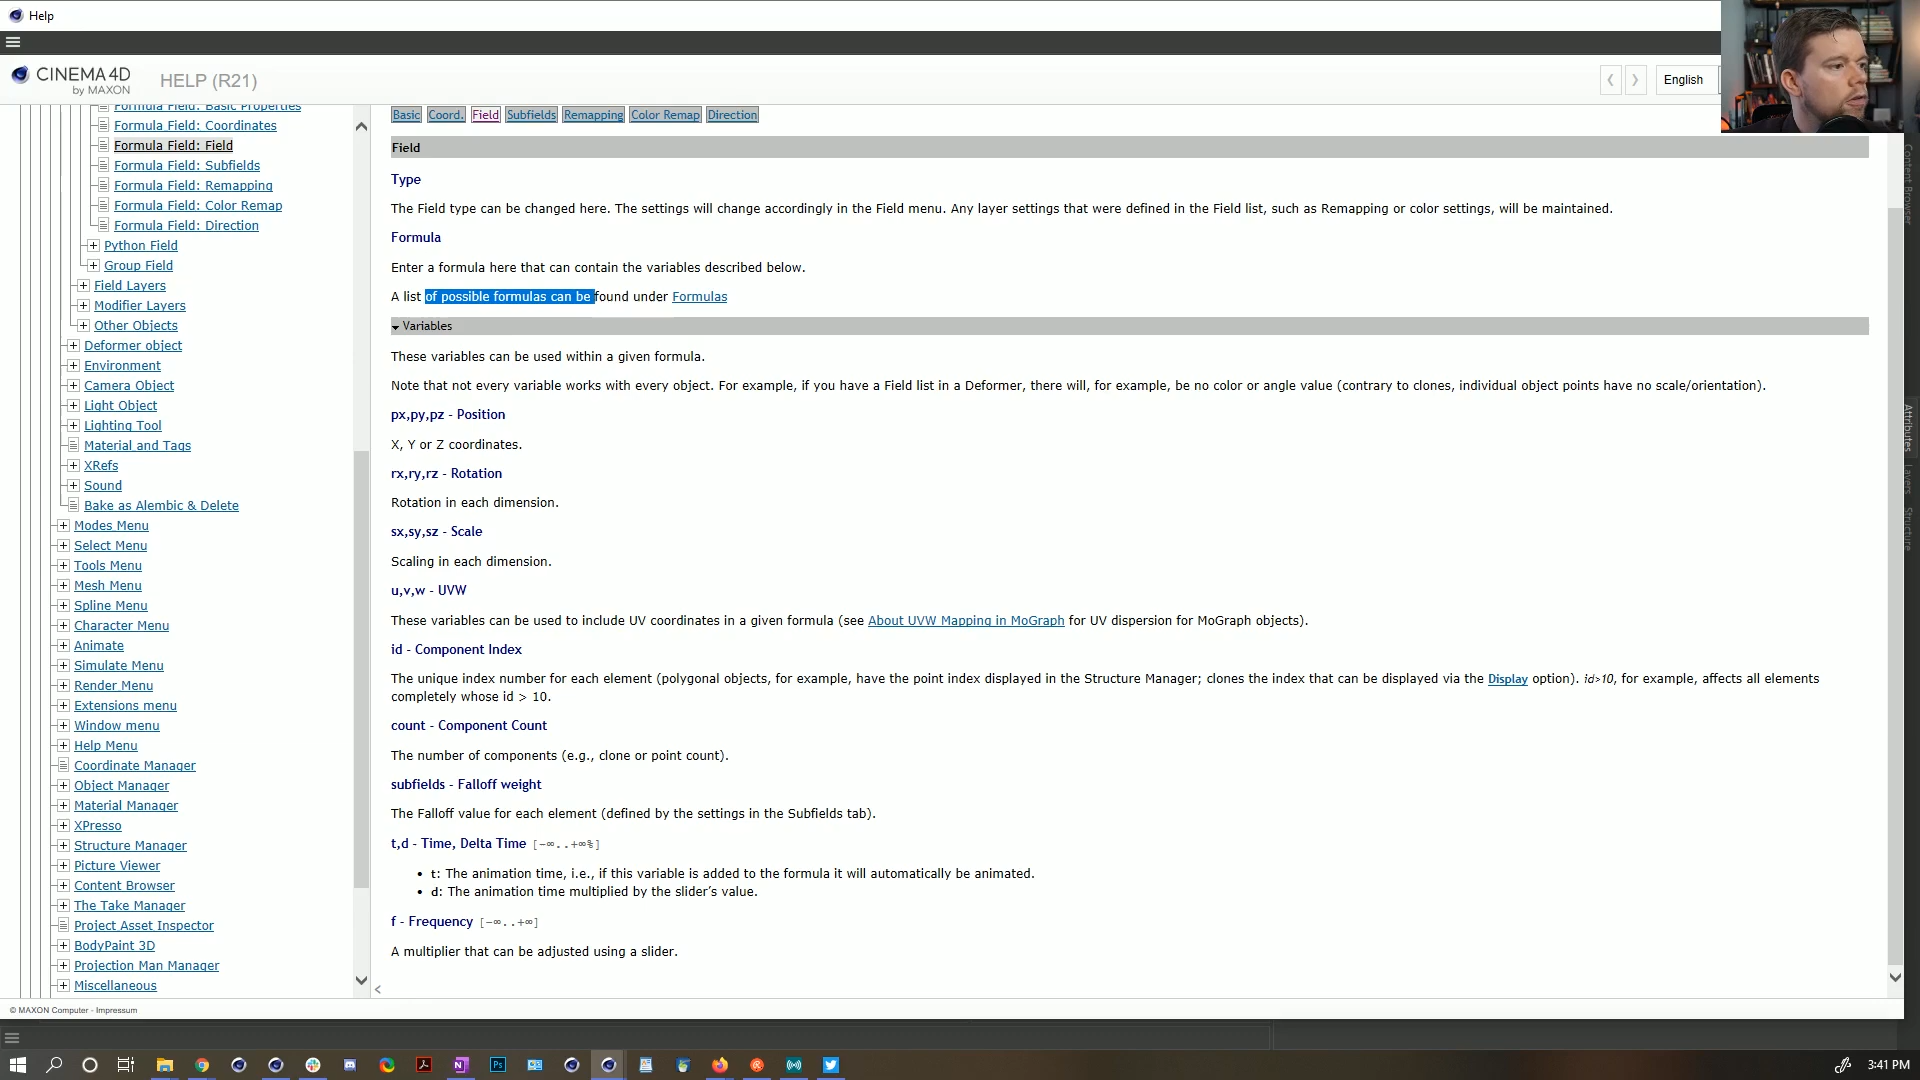 Help
CINEMA 4D
by MAXON
HELP (R21)
English
Formula Field: Basic Properties
Formula Field: Coordinates
Formula Field: Field
Formula Field: Subfields
Formula Field: Remapping
Formula Field: Color Remap
Formula Field: Direction
Python Field
Group Field
Field Layers
Modifier Layers
Other Objects
Deformer object
Environment
Camera Object
Light Object
Lighting Tool
Material and Tags
XRefs
Sound
Bake as Alembic & Delete
Modes Menu
Select Menu
Tools Menu
Mesh Menu
Spline Menu
Character Menu
Animate
Simulate Menu
Render Menu
Extensions menu
Window menu
Help Menu
Coordinate Manager
Object Manager
Material Manager
XPresso
Structure Manager
Picture Viewer
Content Browser
The Take Manager
Project Asset Inspector
BodyPaint 3D
Projection Man Manager
Miscellaneous
Basic Coord. Field Subfields Remapping Color Remap Direction
Field
Type
The Field type can be changed here. The settings will change accordingly in the Field menu. Any layer settings that were defined in the Field list, such as Remapping or color settings, will be maintained.
Formula
Enter a formula here that can contain the variables described below.
A list of possible formulas can be found under Formulas
Variables
These variables can be used within a given formula.
Note that not every variable works with every object. For example, if you have a Field list in a Deformer, there will, for example, be no color or angle value (contrary to clones, individual object points have no scale/orientation).
px,py,pz - Position
X, Y or Z coordinates.
rx,ry,rz - Rotation
Rotation in each dimension.
sx,sy,sz - Scale
Scaling in each dimension.
u,v,w - UVW
These variables can be used to include UV coordinates in a given formula (see About UVW Mapping in MoGraph for UV dispersion for MoGraph objects).
id - Component Index
The unique index number for each element (polygonal objects, for example, have the point index displayed in the Structure Manager; clones the index that can be displayed via the Display option). id>10, for example, affects all elements
completely whose id > 10.
count - Component Count
The number of components (e.g., clone or point count).
subfields - Falloff weight
The Falloff value for each element (defined by the settings in the Subfields tab).
t,d - Time, Delta Time [-∞..+∞%]
• t: The animation time, i.e., if this variable is added to the formula it will automatically be animated.
• d: The animation time multiplied by the slider's value.
f - Frequency [-∞..+∞]
A multiplier that can be adjusted using a slider.
Content Browser
Attributes
Layers
Structure
© MAXON Computer - Impressum
3:41 PM